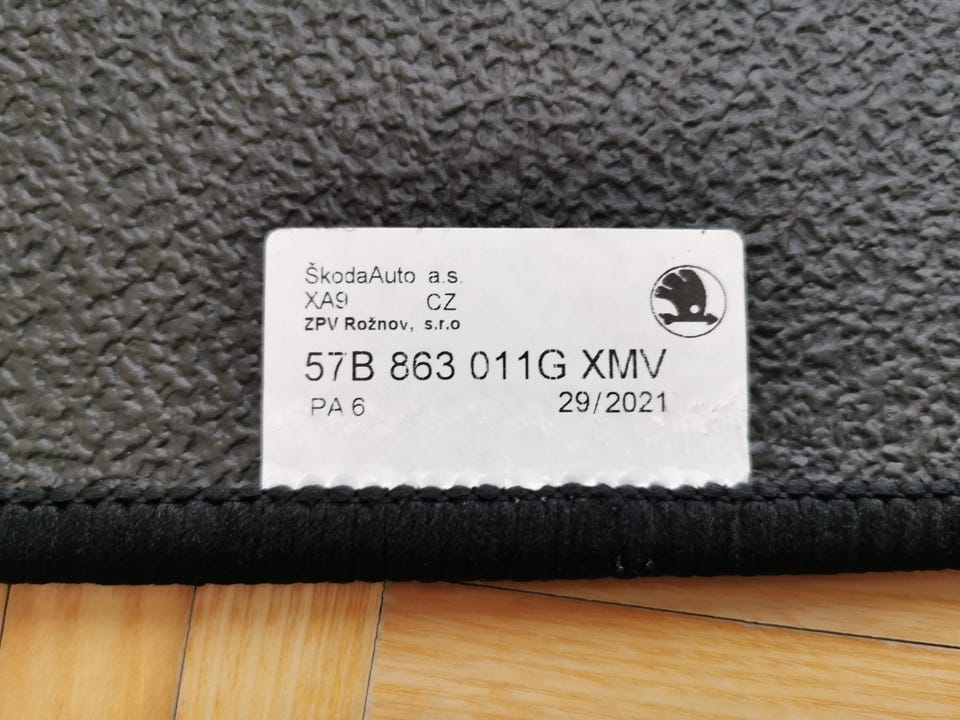 ŠkodaAuto a.s.
XA9 CZ
ZPV Rožnov, s.r.o
57B 863 011G XMV
PA 6 29/2021